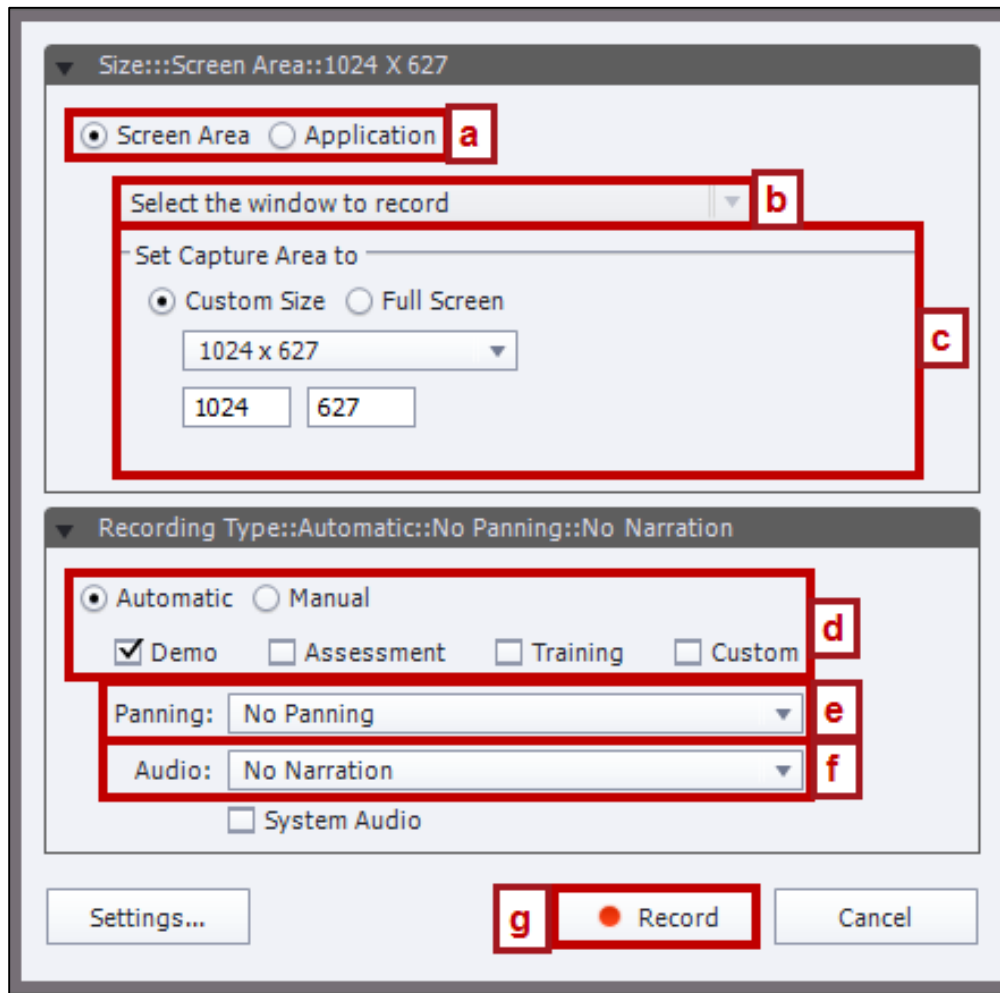 Size:::Screen Area::1024 X 627
Screen Area Application a
Select the window to record b
Set Capture Area to
Custom Size Full Screen
c
1024 x 627
1024 627
Recording Type::Automatic::No Panning::No Narration
Automatic Manual
d
Demo Assessment Training Custom
Panning: No Panning e
Audio: No Narration f
System Audio
Settings... g Record Cancel